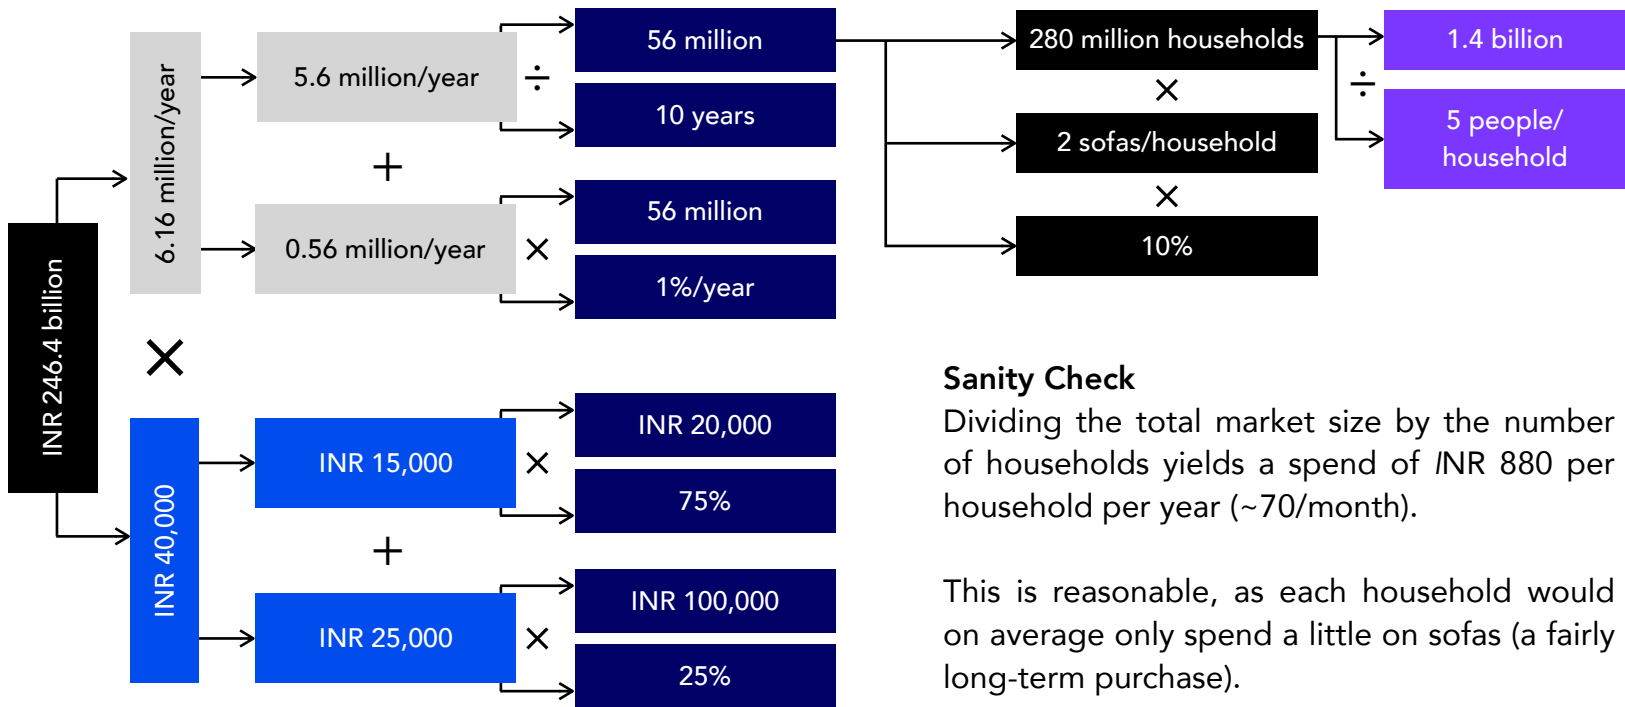 INR 246.4 billion
6.16 million/year
×
INR 40,000
5.6 million/year
+
0.56 million/year
INR 15,000
+
INR 25,000
÷
×
×
×
56 million
10 years
56 million
1%/year
INR 20,000
75%
INR 100,000
25%
280 million households
×
2 sofas/household
×
10%
÷
1.4 billion
5 people/
household
Sanity Check
Dividing the total market size by the number
of households yields a spend of INR 880 per
household per year (~70/month).
This is reasonable, as each household would
on average only spend a little on sofas (a fairly
long-term purchase).